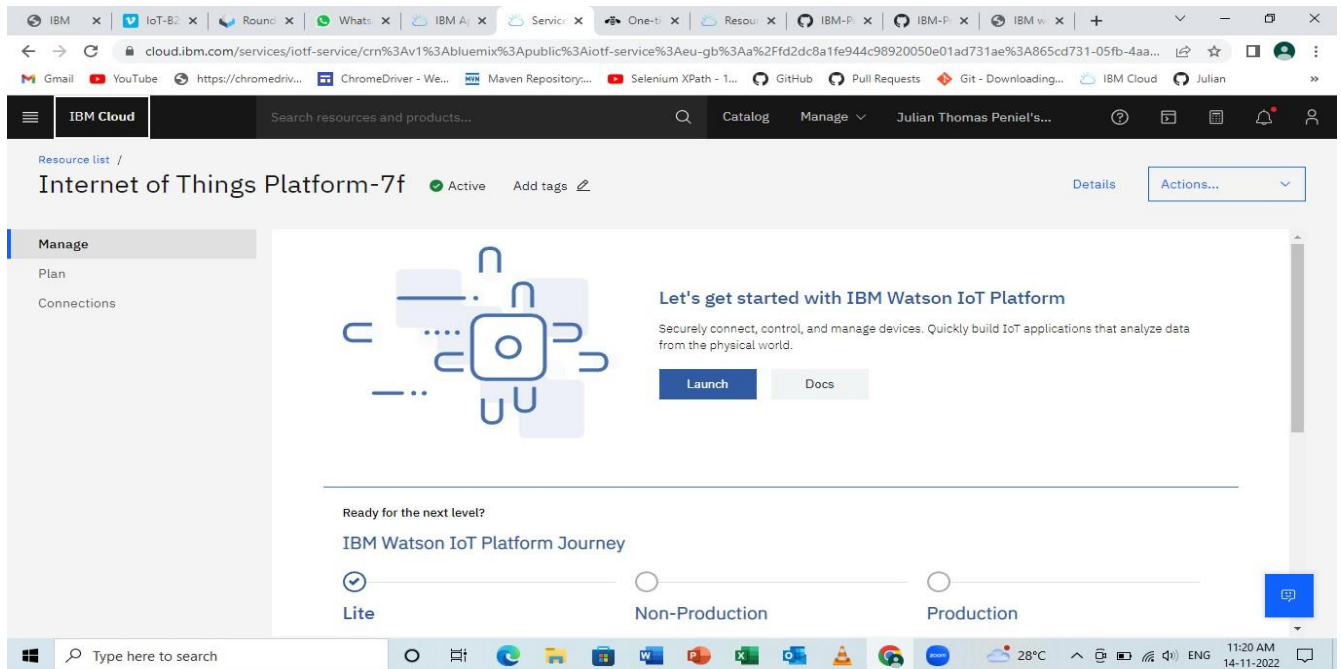 IBM IoT-B2 Round Whats IBM A Service One-ti Resour IBM-P IBM-P IBM w
cloud.ibm.com/services/iotf-service/crn%3Av1%3Abluemix%3Apublic%3Aiotf-service%3Aeu-gb%3Aa%2Ffd2dc8a1fe944c98920050e01ad731ae%3A865cd731-05fb-4aa...
Gmail YouTube https://chromedriv... ChromeDriver - We... Maven Repository:... Selenium XPath - 1... GitHub Pull Requests Git - Downloading... IBM Cloud Julian »
IBM Cloud Search resources and products... Catalog Manage Julian Thomas Peniel's...
Resource list /
Internet of Things Platform-7f Active Add tags Details Actions...
Manage
Plan
Connections
Let's get started with IBM Watson IoT Platform
Securely connect, control, and manage devices. Quickly build IoT applications that analyze data
from the physical world.
Launch Docs
Ready for the next level?
IBM Watson IoT Platform Journey
Lite Non-Production Production
Type here to search zoom 28°C ENG 11:20 AM
14-11-2022